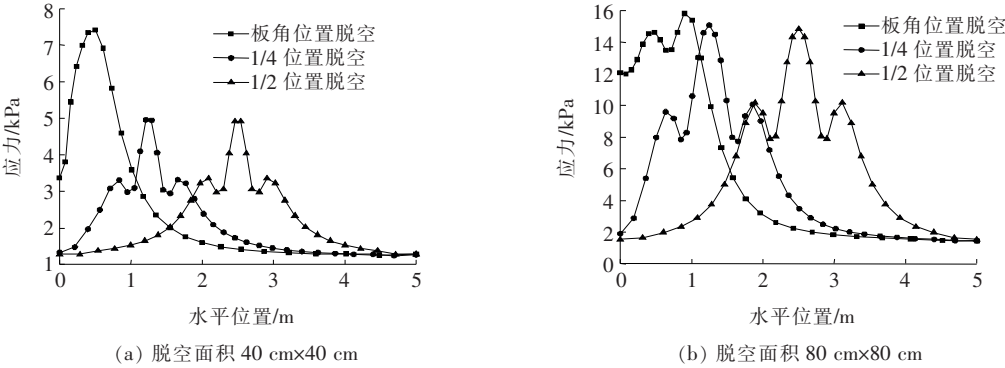 8
7
6
5
4
3
2
1
应力/kPa
板角位置脱空
1/4 位置脱空
1/2 位置脱空
0 1 2 3 4 5
水平位置/m
(a) 脱空面积 40 cm×40 cm
16
14
12
10
8
6
4
2
0
应力/kPa
板角位置脱空
1/4 位置脱空
1/2 位置脱空
0 1 2 3 4 5
水平位置/m
(b) 脱空面积 80 cm×80 cm